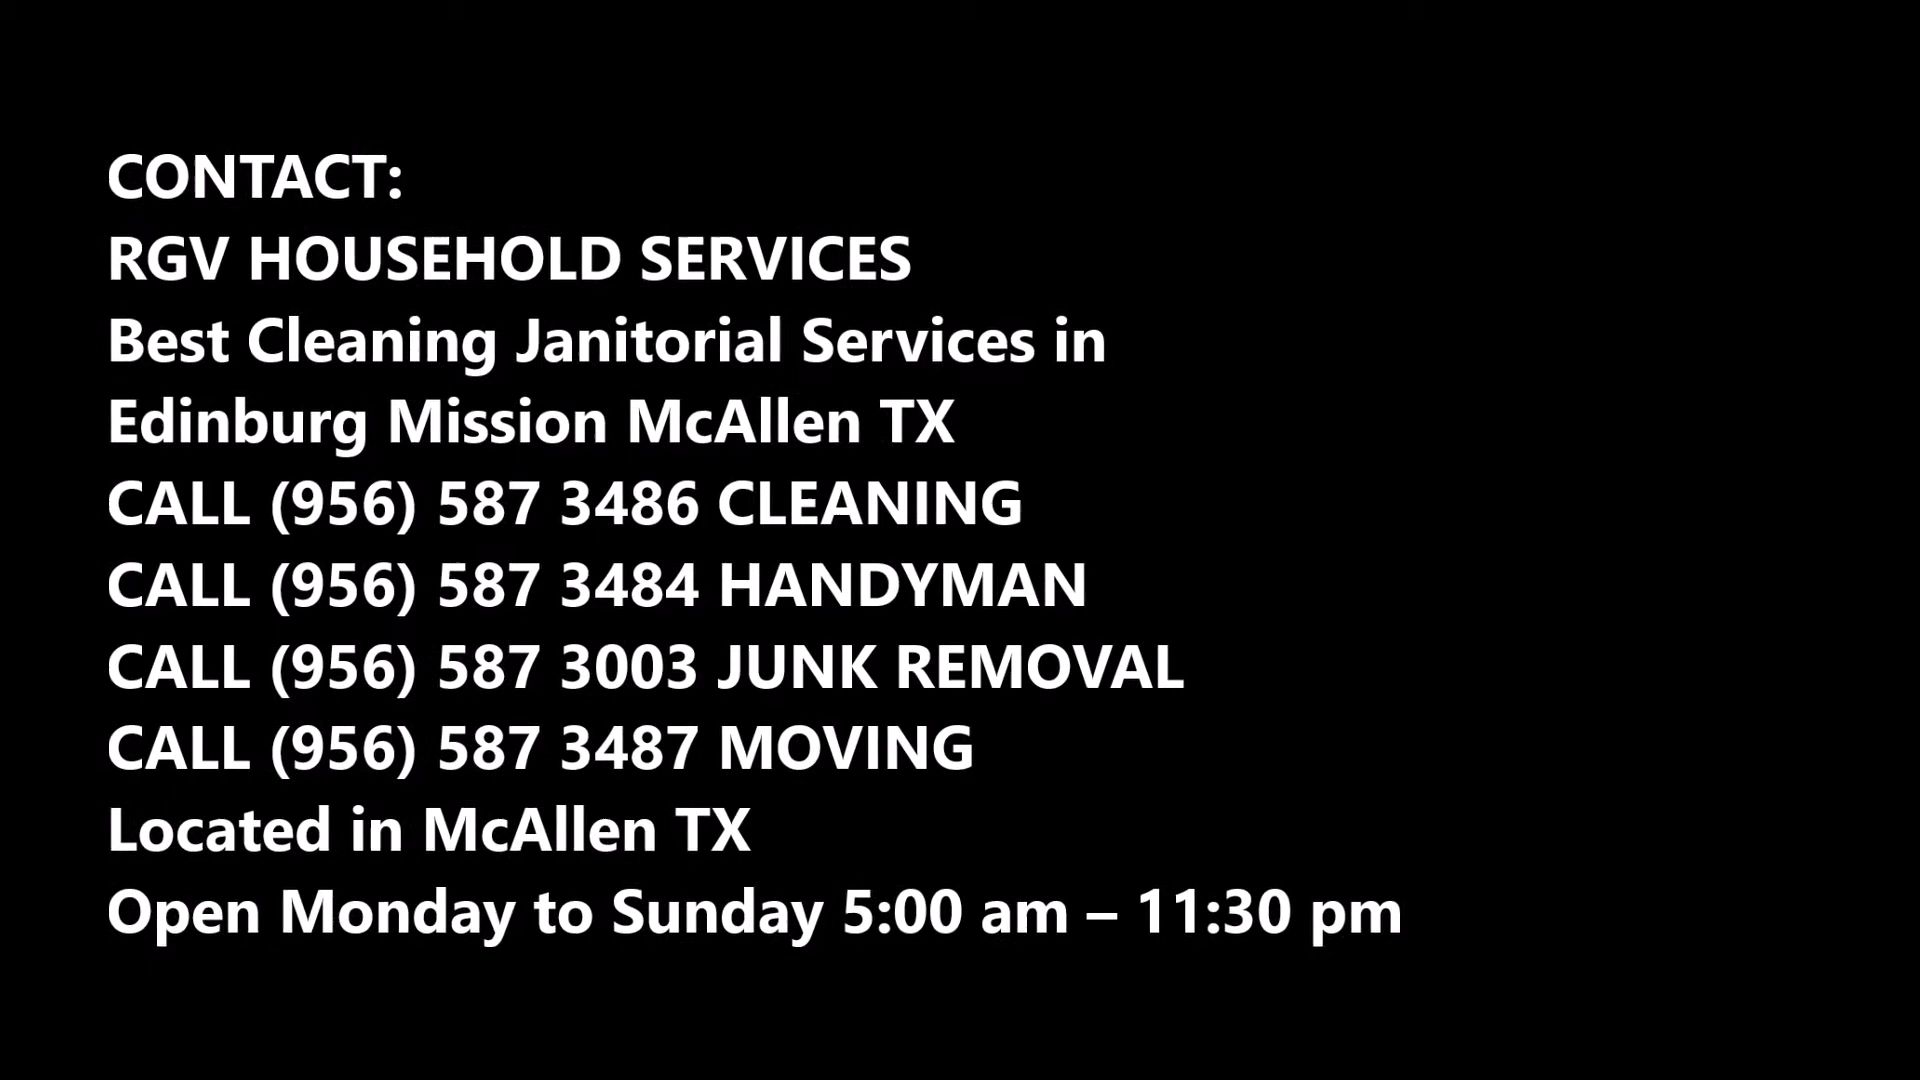 CONTACT:
RGV HOUSEHOLD SERVICES
Best Cleaning Janitorial Services in
Edinburg Mission McAllen TX
CALL (956) 587 3486 CLEANING
CALL (956) 587 3484 HANDYMAN
CALL (956) 587 3003 JUNK REMOVAL
CALL (956) 587 3487 MOVING
Located in McAllen TX
Open Monday to Sunday 5:00 am – 11:30 pm